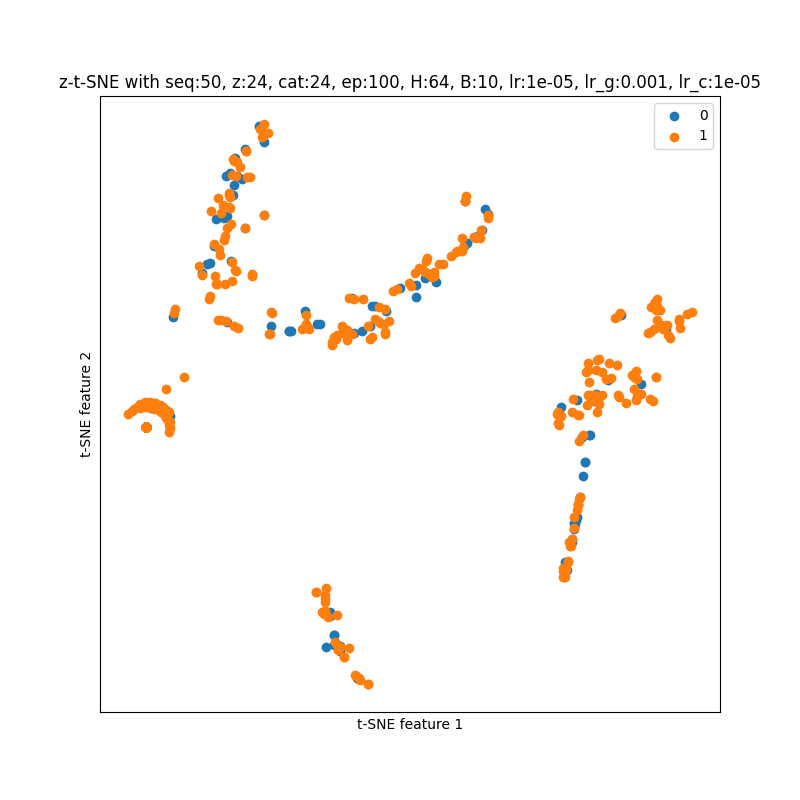 z-t-SNE with seq:50, z:24, cat:24, ep:100, H:64, B:10, lr:1e-05, lr_g:0.001, lr_c:1e-05
0
1
t-SNE feature 2
t-SNE feature 1